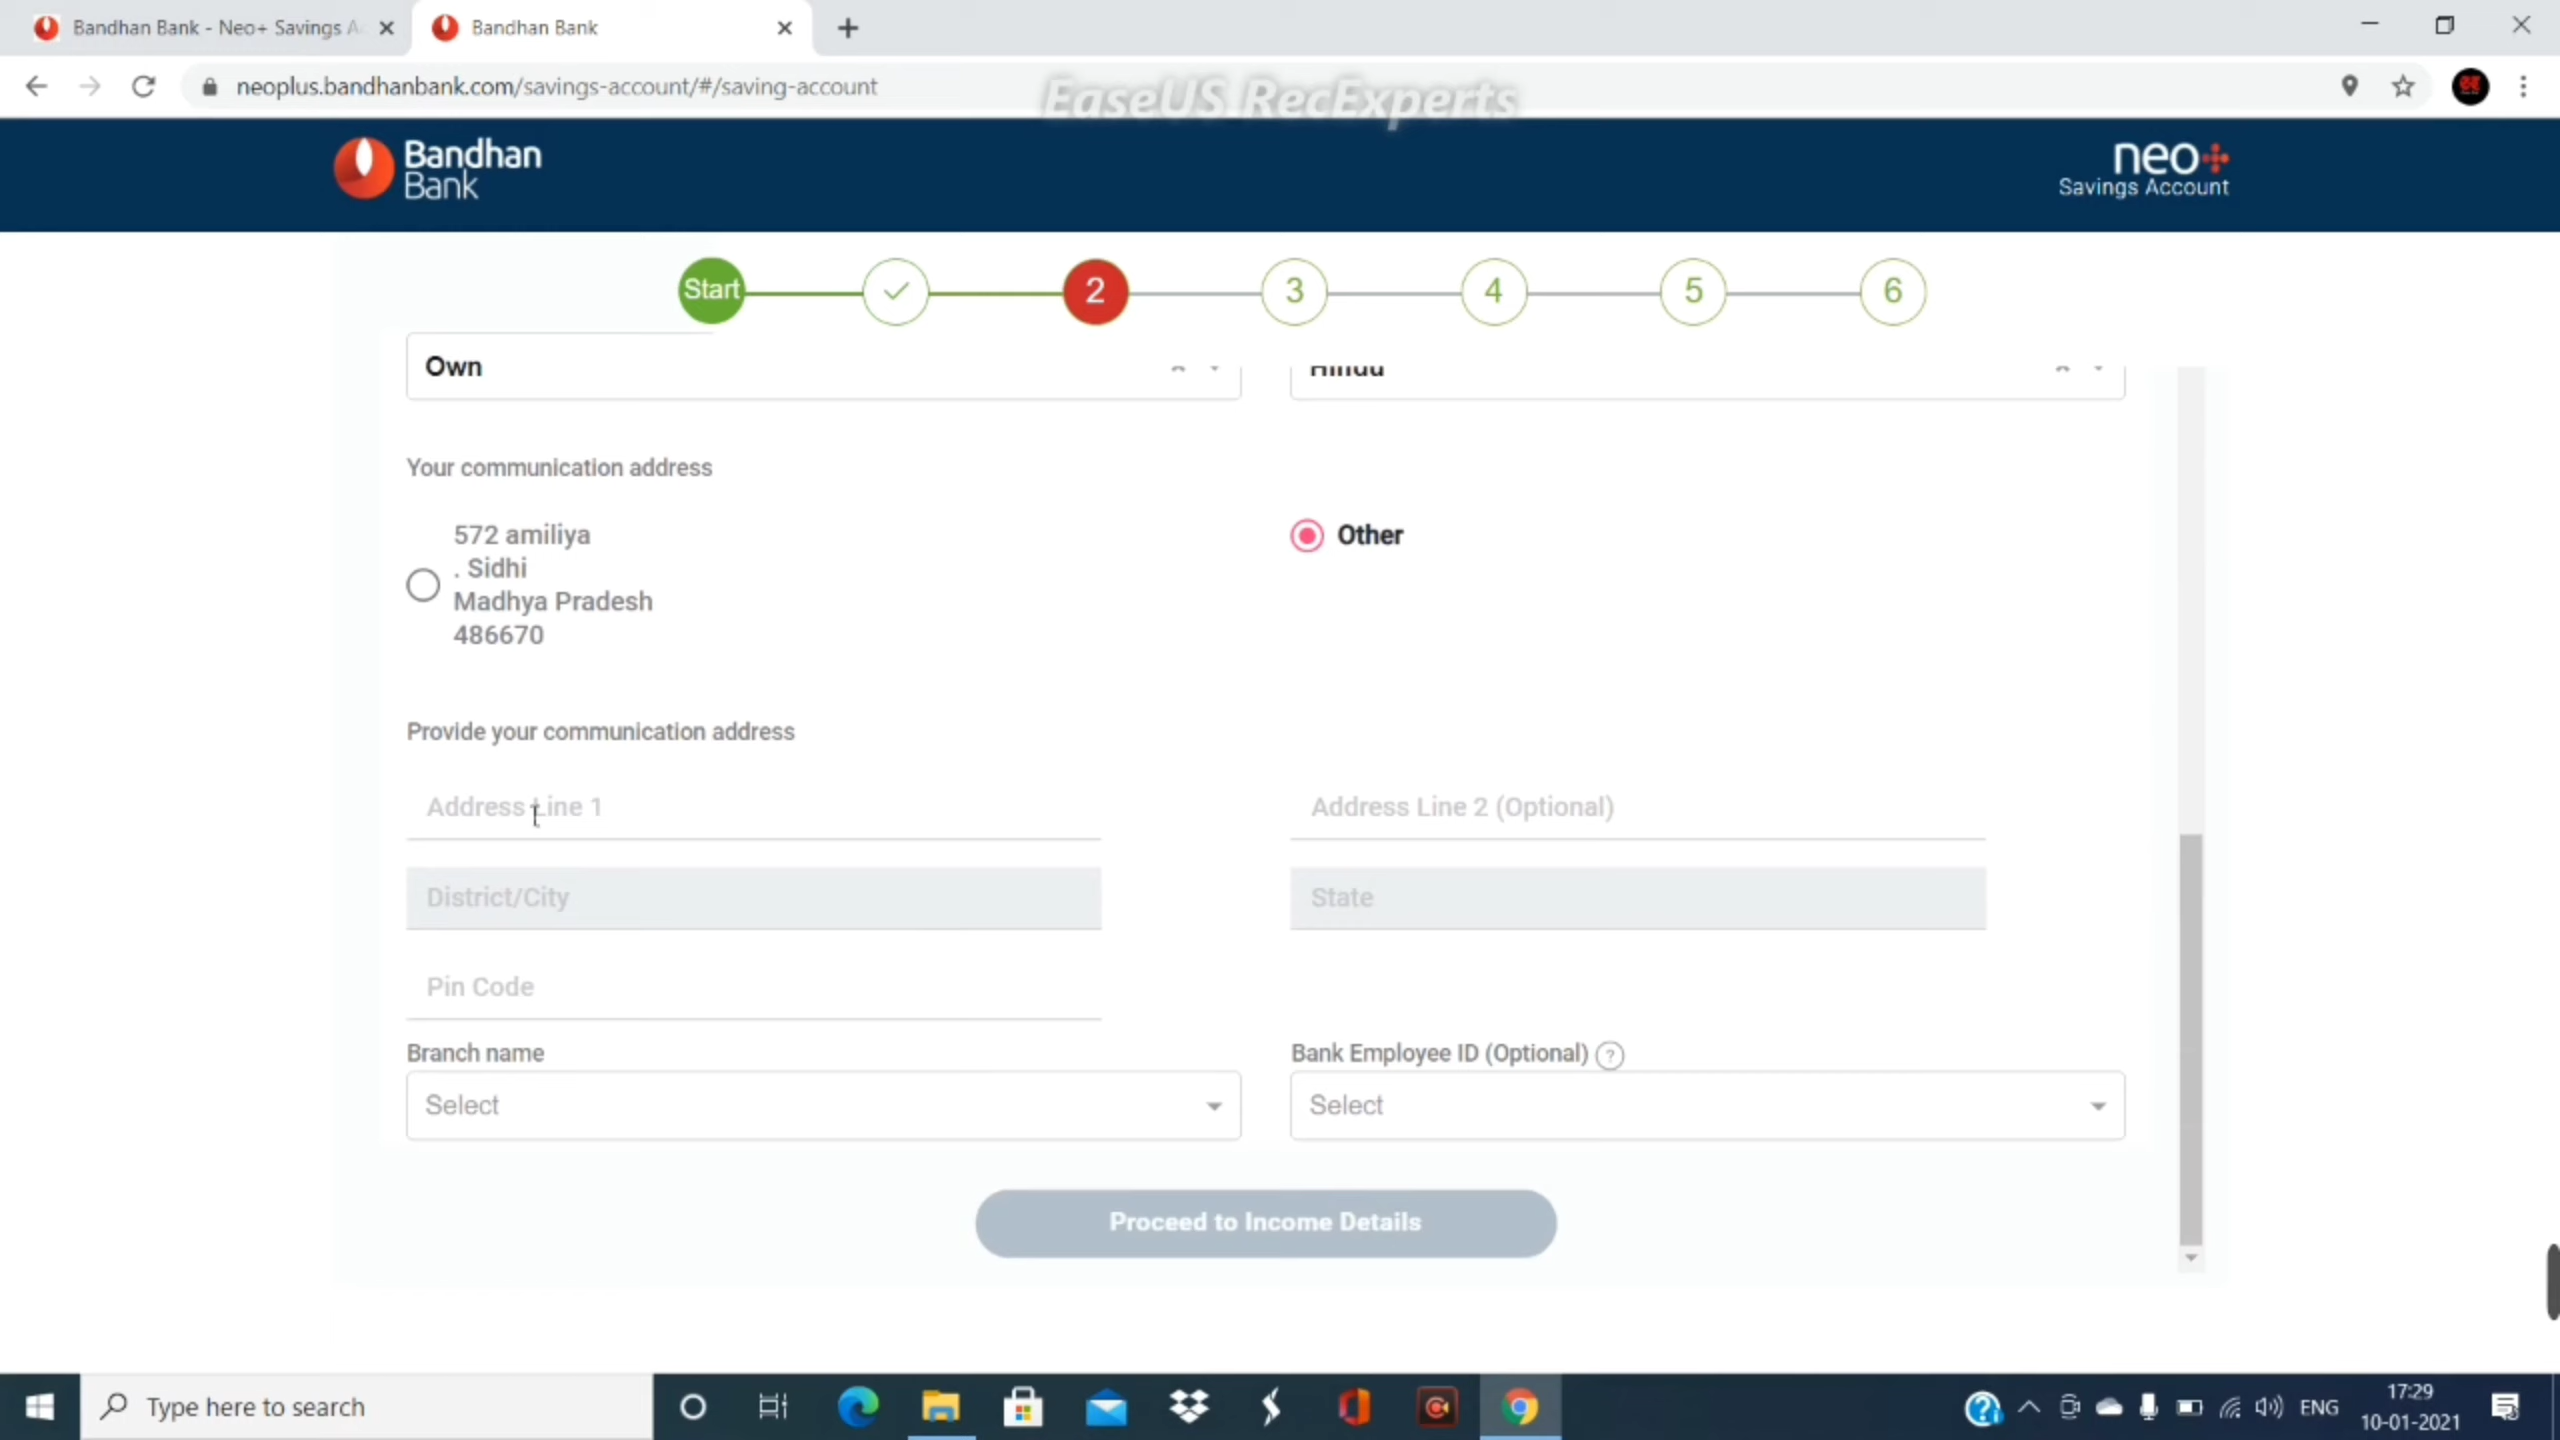 Bandhan Bank - Neo+ Savings A
Bandhan Bank
neoplus.bandhanbank.com/savings-account/#/saving-account
EaseUS RecExperts
Bandhan
Bank
neo+
Savings Account
Start
2
3
4
5
6
Own
Hindu
Your communication address
572 amiliya
. Sidhi
Madhya Pradesh
486670
Other
Provide your communication address
Address Line 1
Address Line 2 (Optional)
District/City
State
Pin Code
Branch name
Bank Employee ID (Optional) ?
Select
Select
Proceed to Income Details
Type here to search
ENG
17:29
10-01-2021